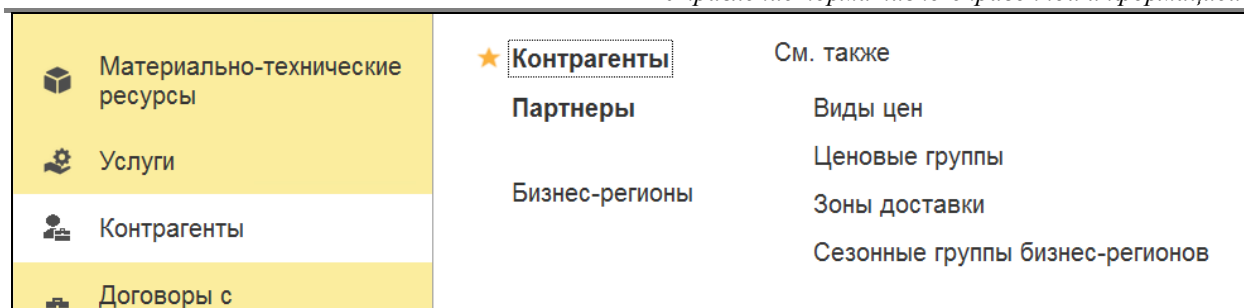 Материально-технические
ресурсы
Услуги
Контрагенты
Договоры с
Контрагенты
Партнеры
Бизнес-регионы
См. также
Виды цен
Ценовые группы
Зоны доставки
Сезонные группы бизнес-регионов